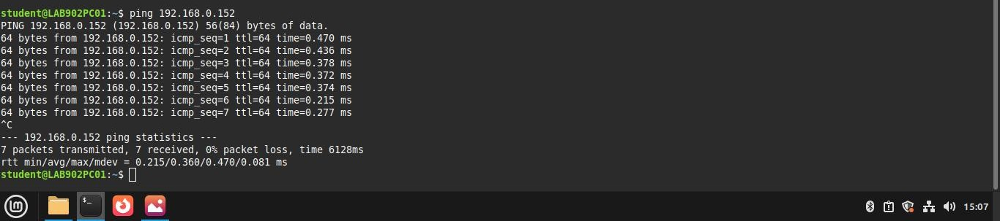 student@LAB902PC01:~$ ping 192.168.0.152
PING 192.168.0.152 (192.168.0.152) 56(84) bytes of data.
64 bytes from 192.168.0.152: icmp_seq=1 ttl=64 time=0.470 ms
64 bytes from 192.168.0.152: icmp_seq=2 ttl=64 time=0.436 ms
64 bytes from 192.168.0.152: icmp_seq=3 ttl=64 time=0.378 ms
64 bytes from 192.168.0.152: icmp_seq=4 ttl=64 time=0.372 ms
64 bytes from 192.168.0.152: icmp_seq=5 ttl=64 time=0.374 ms
64 bytes from 192.168.0.152: icmp_seq=6 ttl=64 time=0.215 ms
64 bytes from 192.168.0.152: icmp_seq=7 ttl=64 time=0.277 ms
^C
--- 192.168.0.152 ping statistics ---
7 packets transmitted, 7 received, 0% packet loss, time 6128ms
rtt min/avg/max/mdev = 0.215/0.360/0.470/0.081 ms
student@LAB902PC01:~$
$_
15:07